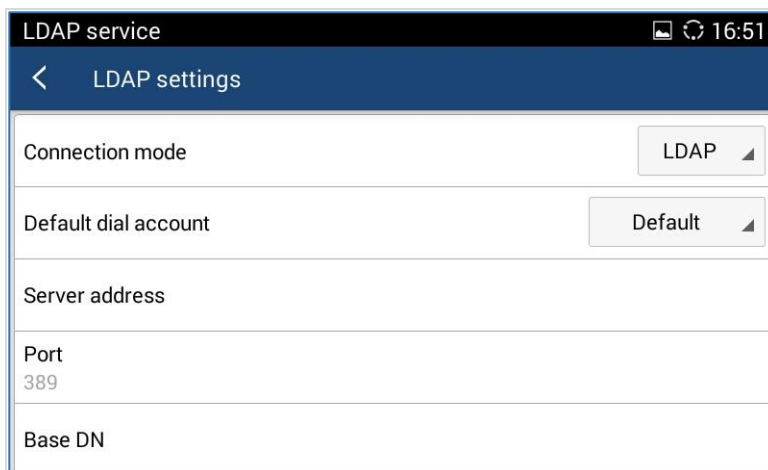 LDAP service 16:51
LDAP settings
Connection mode LDAP
Default dial account Default
Server address
Port
389
Base DN